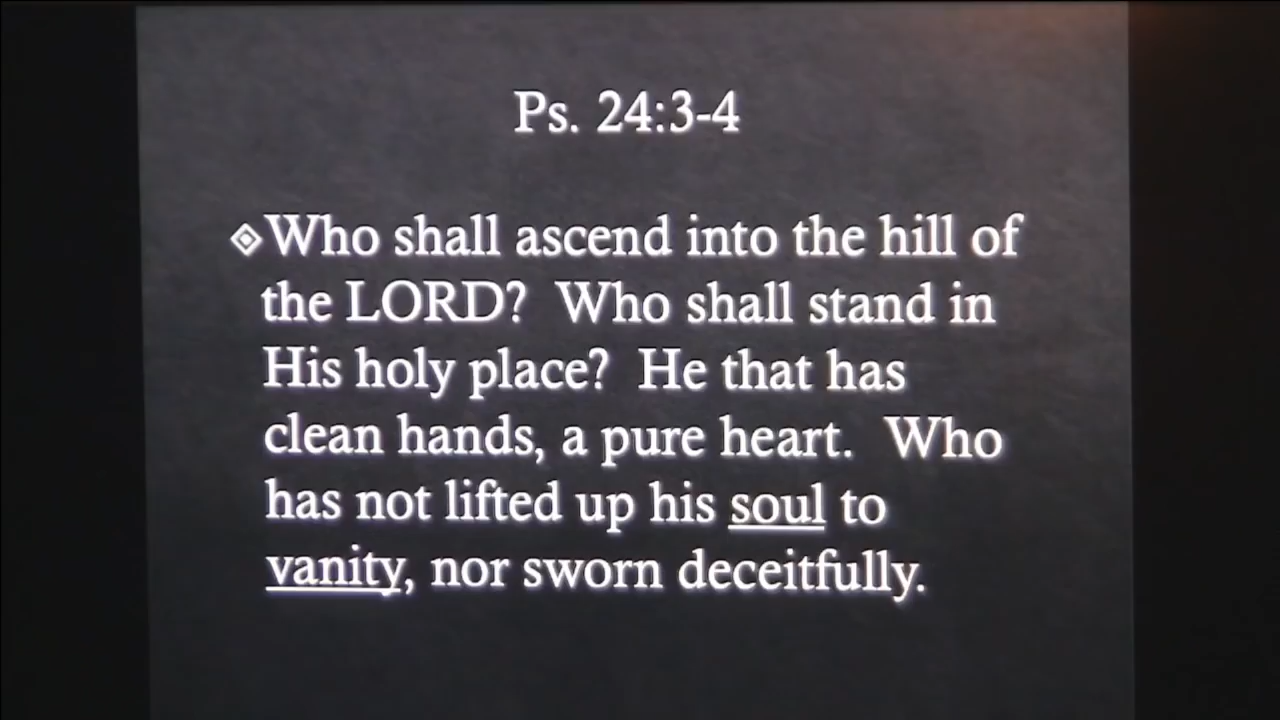 Ps. 24:3-4
Who shall ascend into the hill of
the LORD? Who shall stand in
His holy place? He that has
clean hands, a pure heart. Who
has not lifted up his soul to
vanity, nor sworn deceitfully.